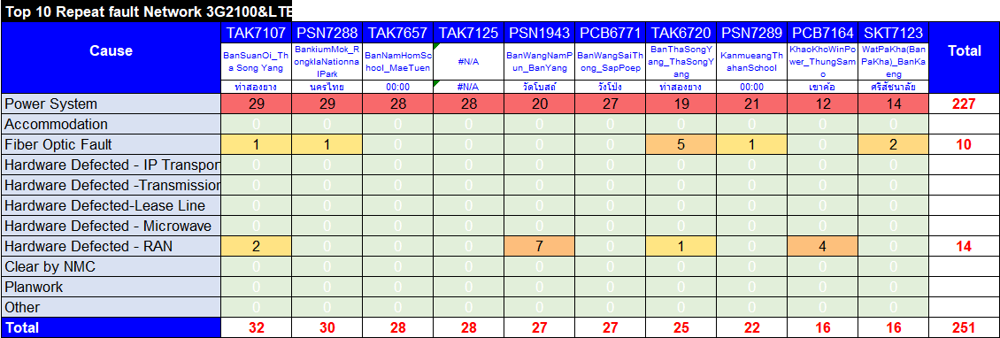 Top 10 Repeat fault Network 3G2100&LTE
Cause TAK7107 PSN7288 TAK7657 TAK7125 PSN1943 PCB6771 TAK6720 PSN7289 PCB7164 SKT7123 Total
BanSuanOi_Tha Song Yang BankiumMok_RongklaNationnalPark BanNamHomSchool_MaeTuen #N/A BanWangNamPun_BanYang BanWangSaiThong_SapPoep BanThaSongYang_ThaSongYang KanmueangThahanSchool KhaoKhoWinPower_ThungSamo WatPaKha(BanPaKha)_BanKaeng
ท่าสองยาง นครไทย 00:00 #N/A วัดโบสถ์ วังโป่ง ท่าสองยาง 00:00 เขาค้อ ศรีสัชนาลัย
Power System 29 29 28 28 20 27 19 21 12 14 227
Accommodation 0 0 0 0 0 0 0 0 0 0
Fiber Optic Fault 1 1 0 0 0 0 5 1 0 2 10
Hardware Defected - IP Transport 0 0 0 0 0 0 0 0 0 0
Hardware Defected -Transmission 0 0 0 0 0 0 0 0 0 0
Hardware Defected-Lease Line 0 0 0 0 0 0 0 0 0 0
Hardware Defected - Microwave 0 0 0 0 0 0 0 0 0 0
Hardware Defected - RAN 2 0 0 0 7 0 1 0 4 0 14
Clear by NMC 0 0 0 0 0 0 0 0 0 0
Planwork 0 0 0 0 0 0 0 0 0 0
Other 0 0 0 0 0 0 0 0 0 0
Total 32 30 28 28 27 27 25 22 16 16 251